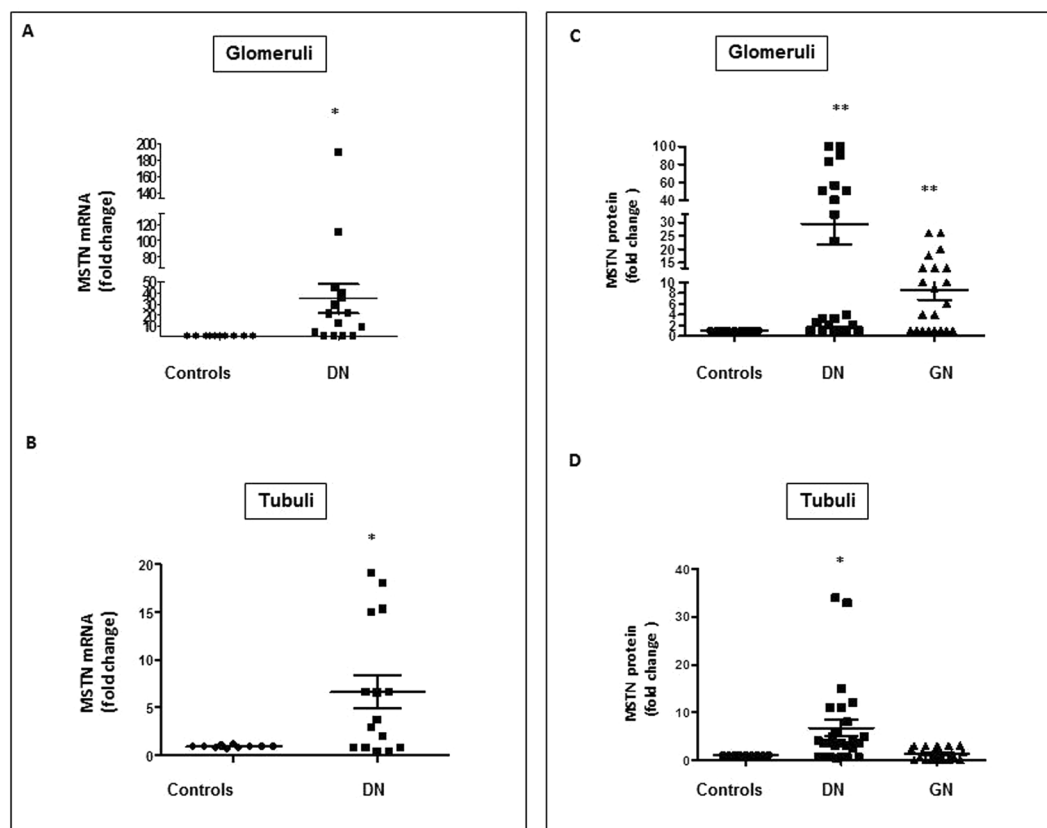 A
Glomeruli
*
MSTN mRNA
(fold change)
200
180
160
140
120
100
80
50
40
30
20
10
Controls
DN
B
Tubuli
*
MSTN mRNA
(fold change)
20
15
10
5
0
Controls
DN
C
Glomeruli
**
**
MSTN protein
(fold change )
100
80
60
40
30
25
20
15
10
8
6
4
2
0
Controls
DN
GN
D
Tubuli
*
MSTN protein
(fold change )
40
30
20
10
0
Controls
DN
GN